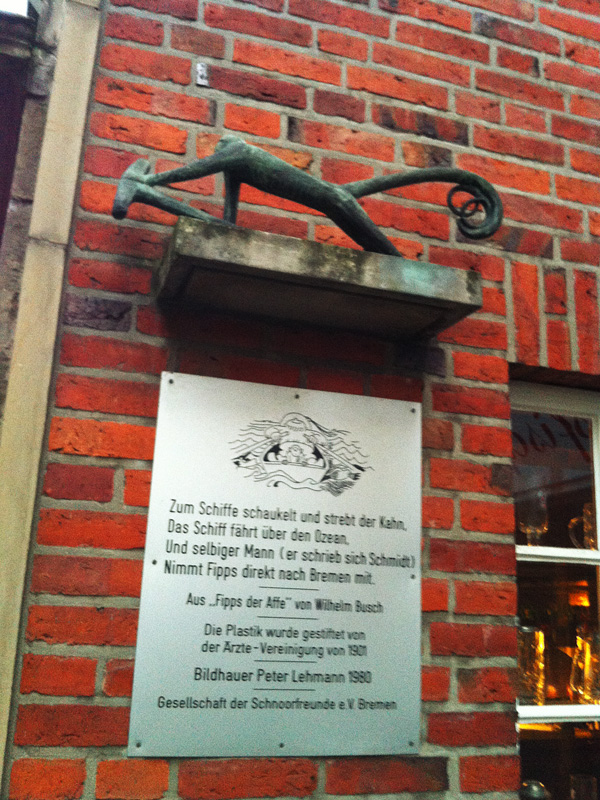 Zum Schiffe schaukelt und strebt der Kahn,
Das Schiff fährt über den Ozean,
Und selbiger Mann (er schrieb sich Schmidt)
Nimmt Fipps direkt nach Bremen mit.
Aus „Fipps der Affe" von Wilhelm Busch
Die Plastik wurde gestiftet von
der Ärzte-Vereinigung von 1901
Bildhauer Peter Lehmann 1980
Gesellschaft der Schnoorfreunde e.V. Bremen